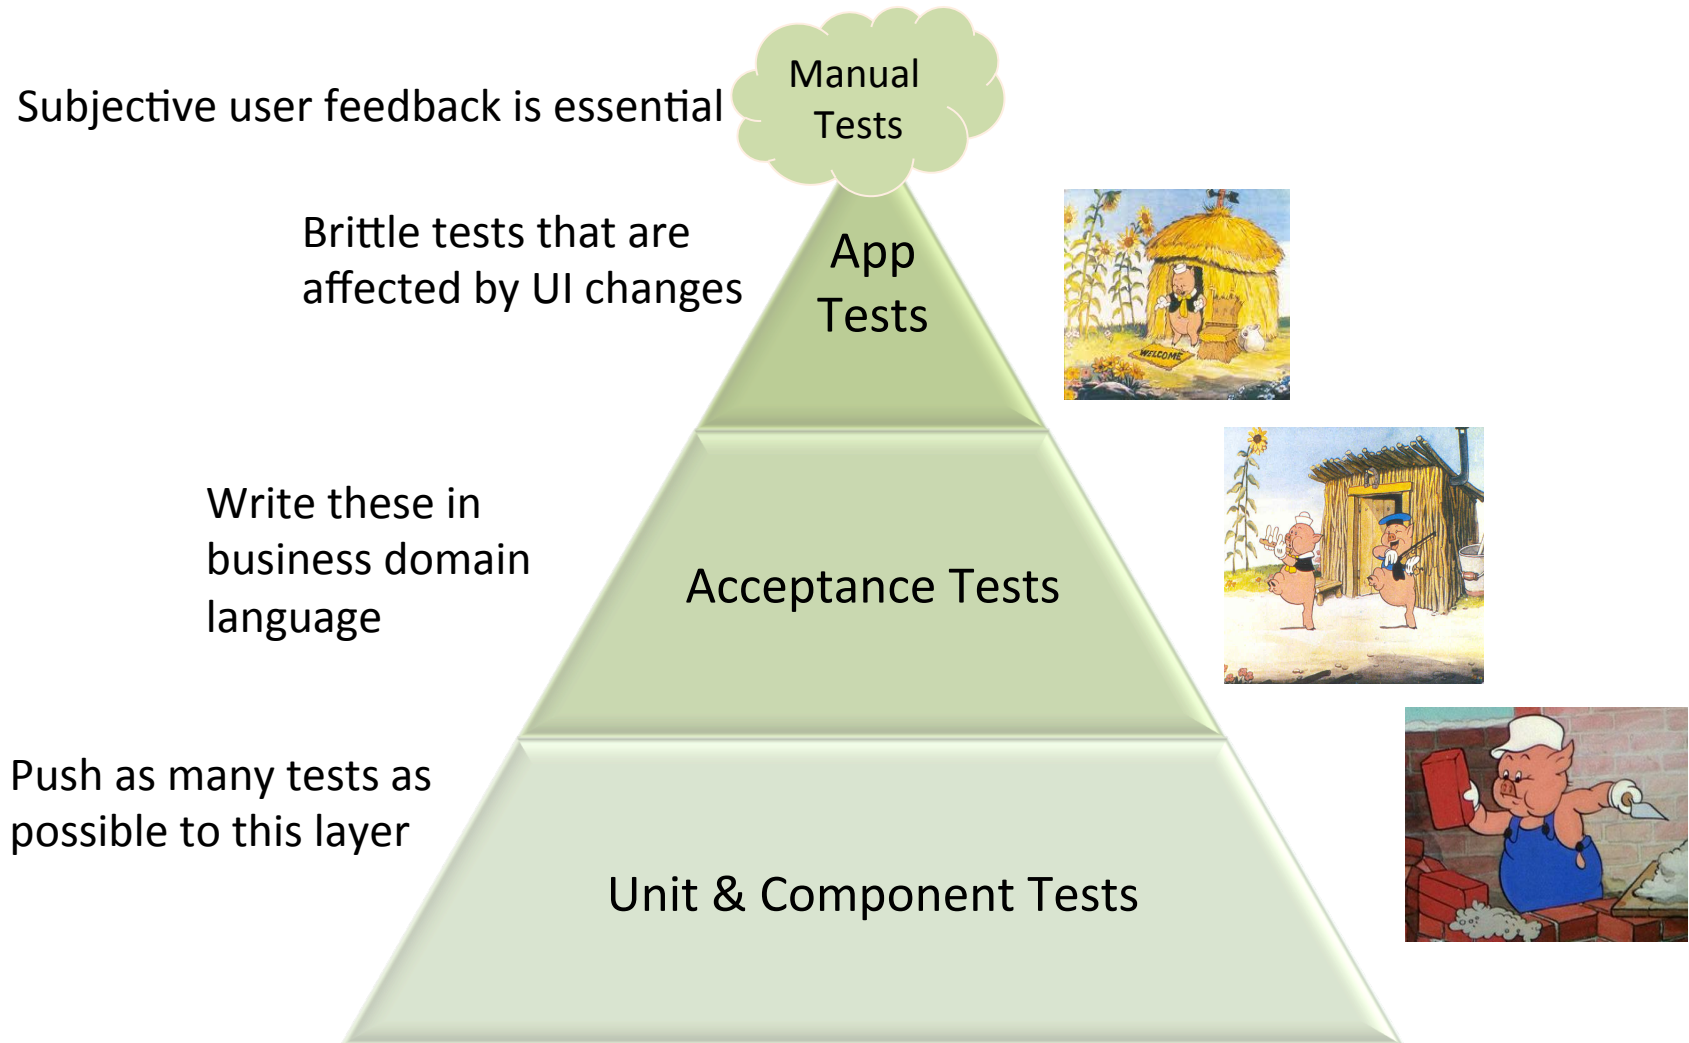 Manual
Tests
Subjective user feedback is essential
Brittle tests that are
affected by UI changes
App
Tests
WELCOME
Write these in
business domain
language
Acceptance Tests
Push as many tests as
possible to this layer
Unit & Component Tests